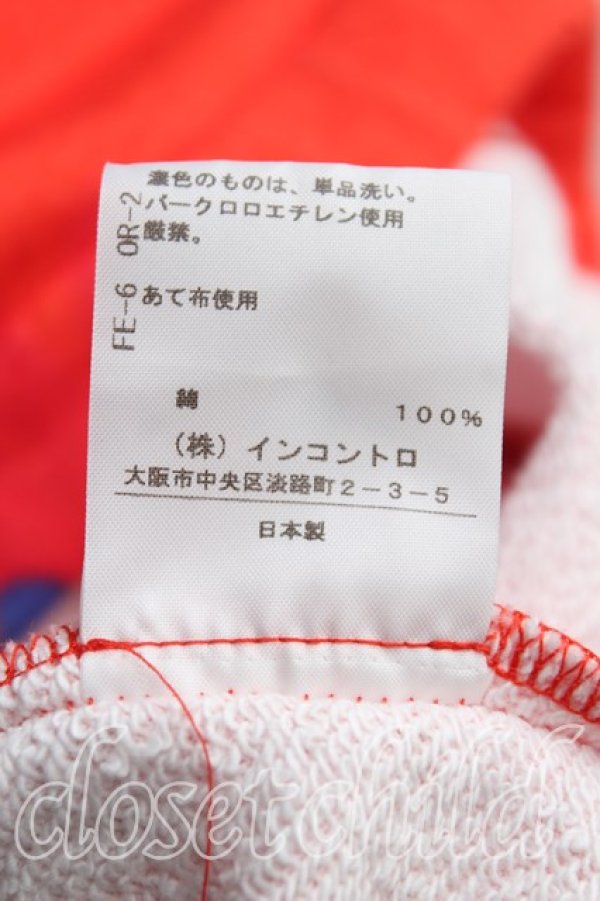 濃色のものは、単品洗い。
パークロロエチレン使用
厳禁。
あて布使用
FE-6 OR-2
綿 100%
（株）インコントロ
大阪市中央区淡路町2-3-5
日本製
closet child